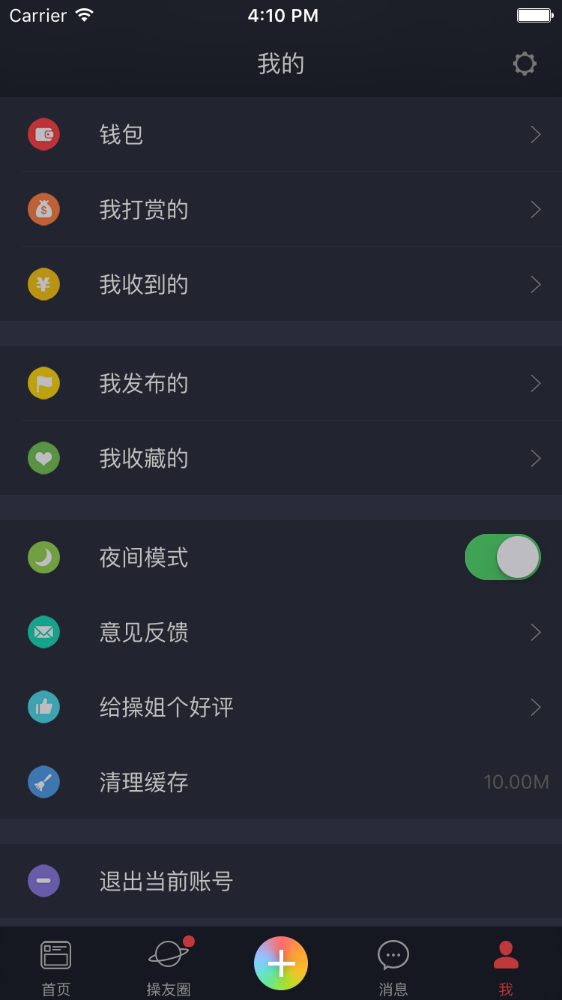 Carrier 4:10 PM
我的
钱包
我打赏的
我收到的
我发布的
我收藏的
夜间模式
意见反馈
给操姐个好评
清理缓存 10.00M
退出当前账号
首页 操友圈 消息 我